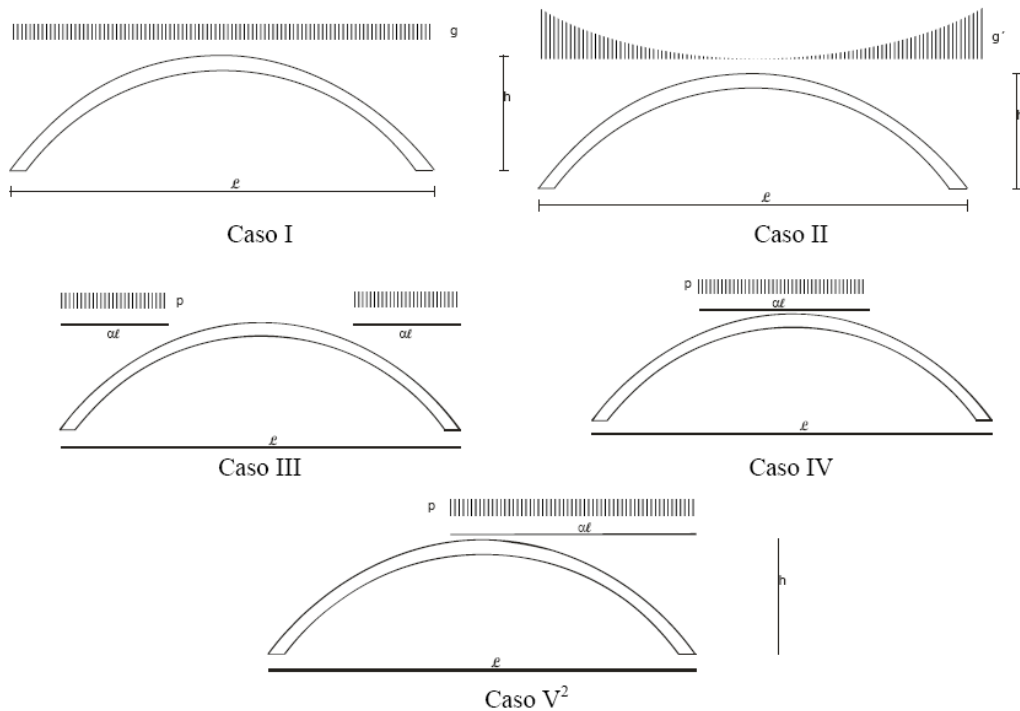 g
h
ℓ
Caso I
g´
h
ℓ
Caso II
p
αℓ
αℓ
ℓ
Caso III
p
αℓ
ℓ
Caso IV
p
αℓ
h
ℓ
Caso V²